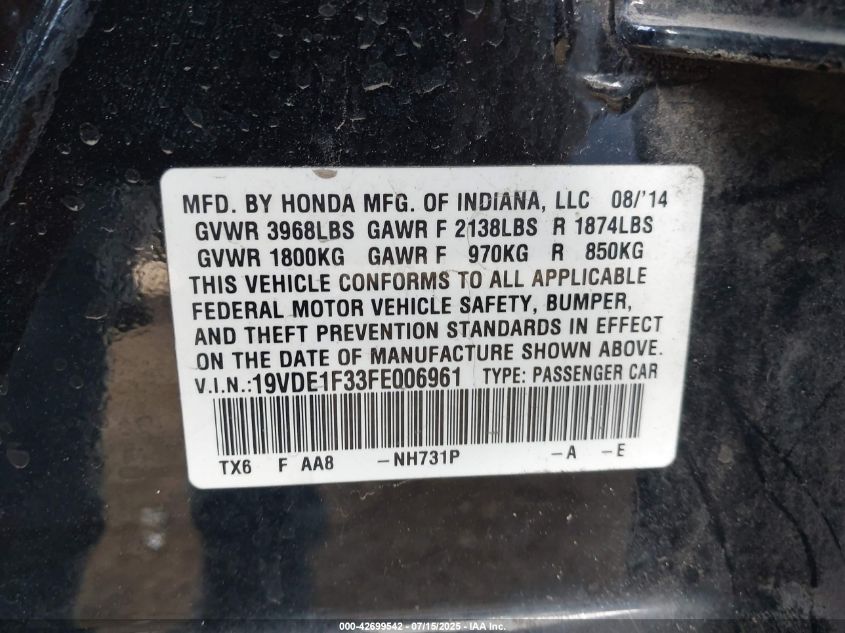 MFD. BY HONDA MFG. OF INDIANA, LLC 08/'14
GVWR 3968LBS GAWR F 2138LBS R 1874LBS
GVWR 1800KG GAWR F 970KG R 850KG
THIS VEHICLE CONFORMS TO ALL APPLICABLE
FEDERAL MOTOR VEHICLE SAFETY, BUMPER,
AND THEFT PREVENTION STANDARDS IN EFFECT
ON THE DATE OF MANUFACTURE SHOWN ABOVE.
V.I.N.:19VDE1F33FE006961 TYPE: PASSENGER CAR
TX6 F AA8 -NH731P -A -E
000-42699542 - 07/15/2025 - IAA Inc.